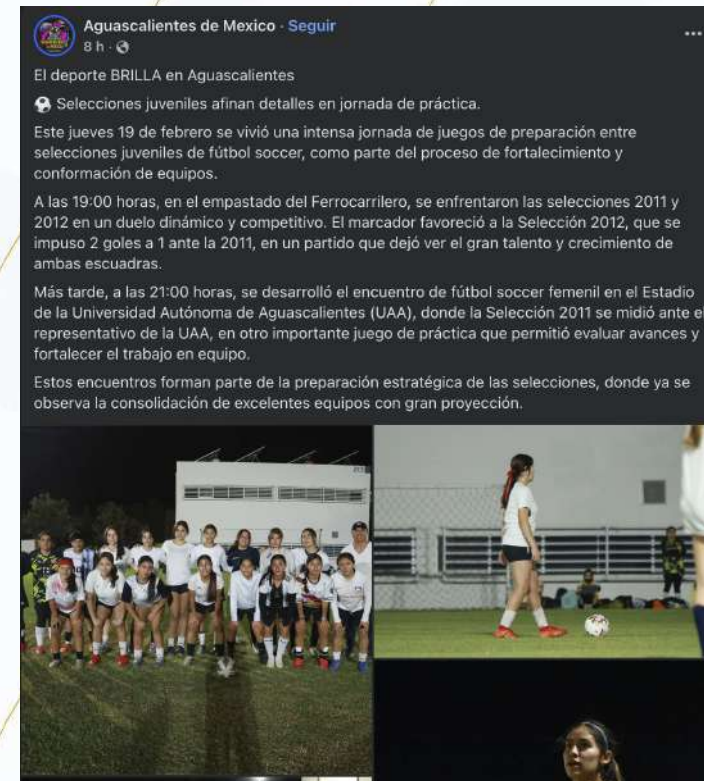 Aguascalientes de Mexico · Seguir
8 h ·
El deporte BRILLA en Aguascalientes
⚽ Selecciones juveniles afinan detalles en jornada de práctica.
Este jueves 19 de febrero se vivió una intensa jornada de juegos de preparación entre
selecciones juveniles de fútbol soccer, como parte del proceso de fortalecimiento y
conformación de equipos.
A las 19:00 horas, en el empastado del Ferrocarrilero, se enfrentaron las selecciones 2011 y
2012 en un duelo dinámico y competitivo. El marcador favoreció a la Selección 2012, que se
impuso 2 goles a 1 ante la 2011, en un partido que dejó ver el gran talento y crecimiento de
ambas escuadras.
Más tarde, a las 21:00 horas, se desarrolló el encuentro de fútbol soccer femenil en el Estadio
de la Universidad Autónoma de Aguascalientes (UAA), donde la Selección 2011 se midió ante el
representativo de la UAA, en otro importante juego de práctica que permitió evaluar avances y
fortalecer el trabajo en equipo.
Estos encuentros forman parte de la preparación estratégica de las selecciones, donde ya se
observa la consolidación de excelentes equipos con gran proyección.